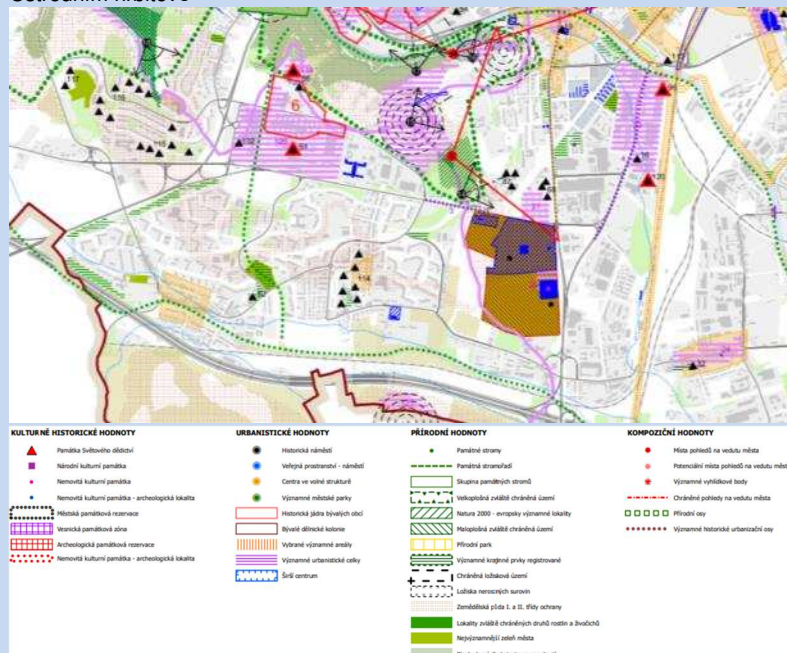 KULTURNĚ HISTORICKÉ HODNOTY
Památka Světového dědictví
Národní kulturní památka
Nemovitá kulturní památka
Nemovitá kulturní památka - archeologická lokalita
Městská památková rezervace
Vesnická památková zóna
Archeologická památková rezervace
Nemovitá kulturní památka - archeologická lokalita
URBANISTICKÉ HODNOTY
Historická náměstí
Veřejná prostranství - náměstí
Centra ve volné struktuře
Významné městské parky
Historická jádra bývalých obcí
Bývalé dělnické kolonie
Vybrané významné areály
Významné urbanistické celky
Širší centrum
PŘÍRODNÍ HODNOTY
Památné stromy
Památná stromořadí
Skupina památných stromů
Velkoplošná zvláště chráněná území
Natura 2000 - evropsky významné lokality
Maloplošná zvláště chráněná území
Přírodní park
Významné krajinné prvky registrované
Chráněná ložisková území
Ložiska nerostných surovin
Zemědělská půda I. a II. třídy ochrany
Lokality zvláště chráněných druhů rostlin a živočichů
Nejvýznamnější zeleň města
KOMPOZIČNÍ HODNOTY
Místa pohledů na vedutu města
Potenciální místa pohledů na vedutu měst
Významné vyhlídkové body
Chráněné pohledy na vedutu města
Přírodní osy
Významné historické urbanizační osy
6
51